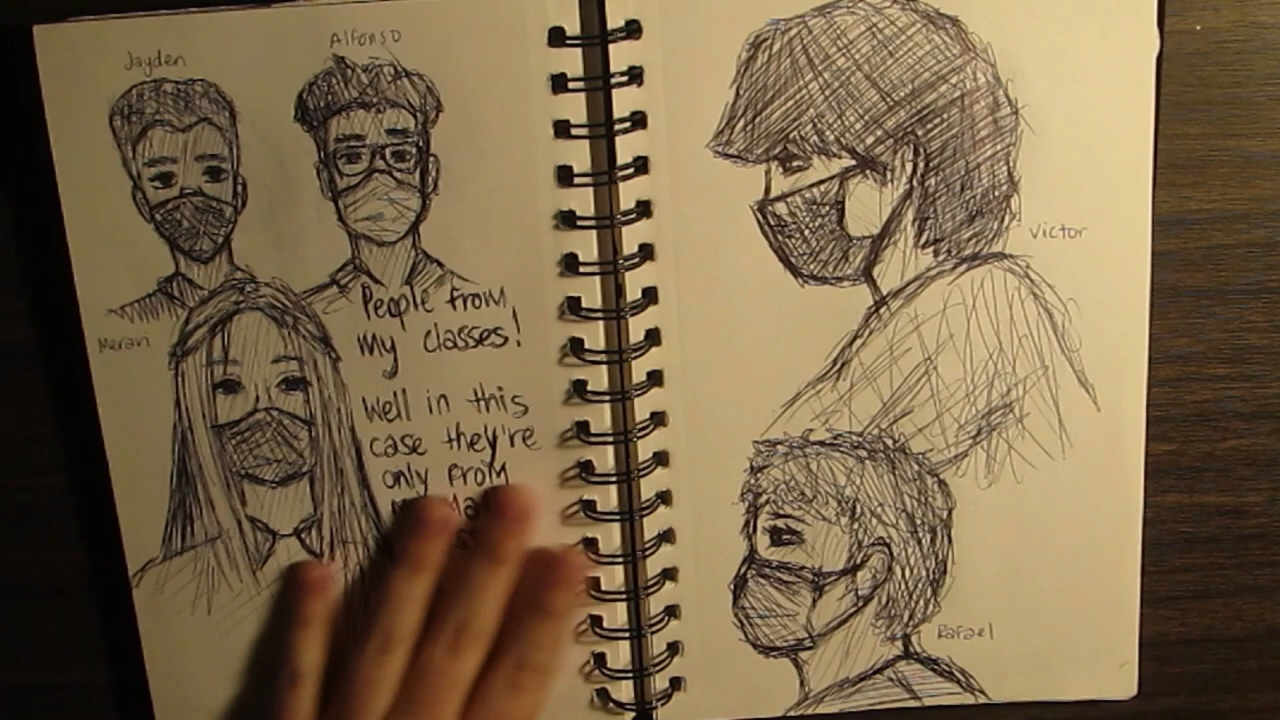 Jayden
Alfonso
People from
my classes!
Meran
Well in this
case they're
only from
Victor
Rafael